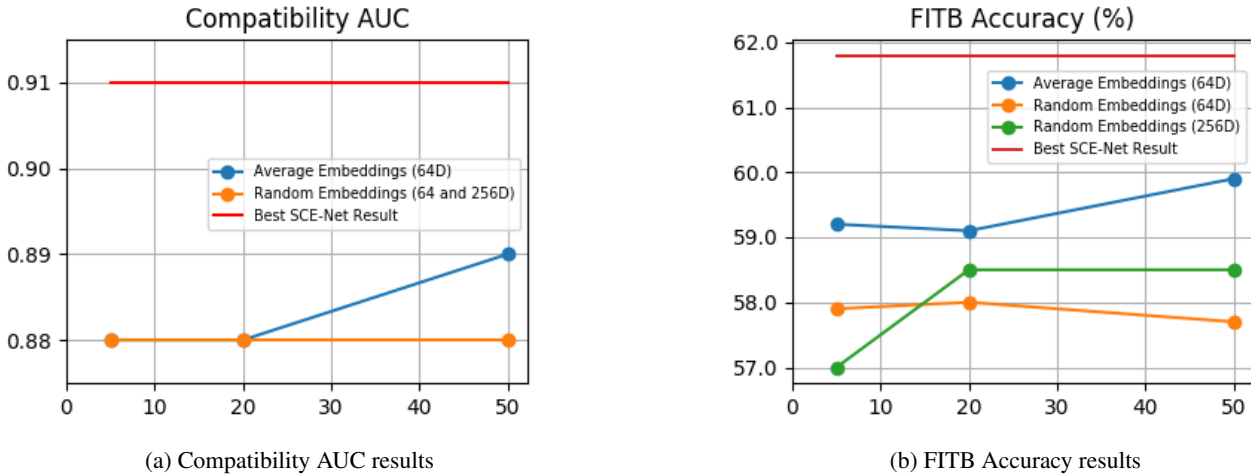 Compatibility AUC
0.91
0.90
0.89
0.88
0 10 20 30 40 50
Average Embeddings (64D)
Random Embeddings (64 and 256D)
Best SCE-Net Result
(a) Compatibility AUC results
FITB Accuracy (%)
62.0
61.0
60.0
59.0
58.0
57.0
0 10 20 30 40 50
Average Embeddings (64D)
Random Embeddings (64D)
Random Embeddings (256D)
Best SCE-Net Result
(b) FITB Accuracy results